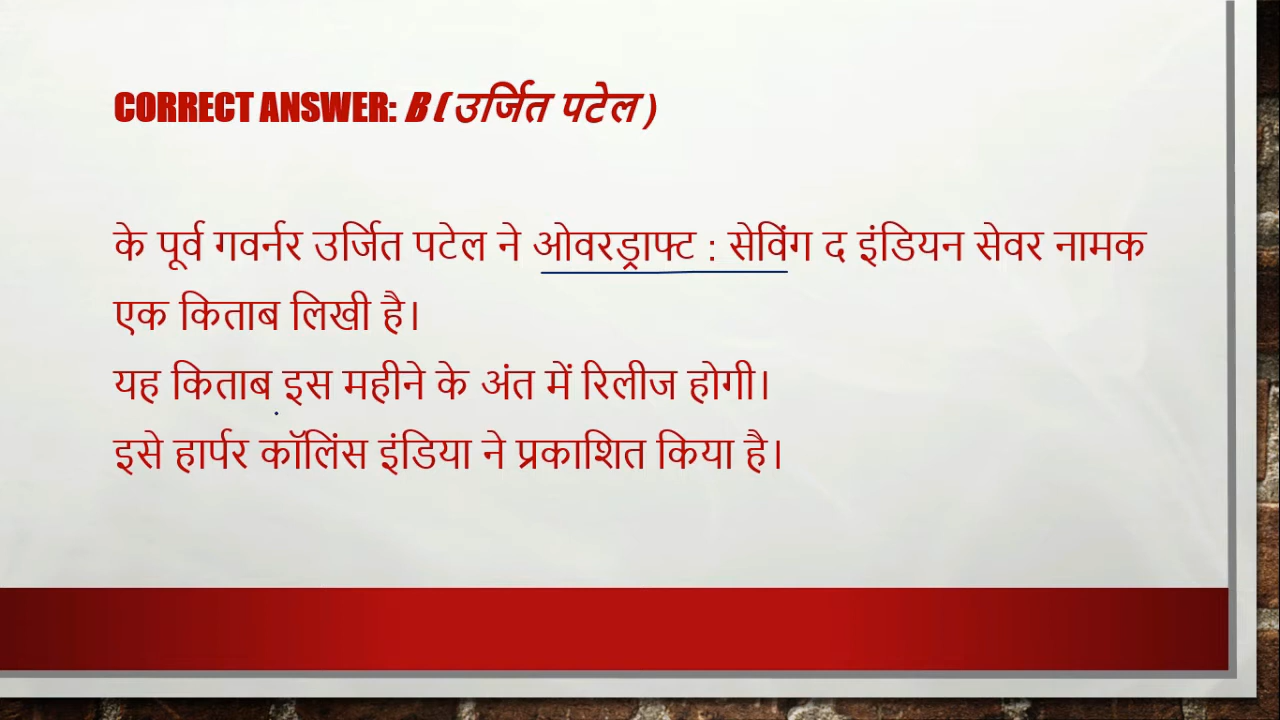 CORRECT ANSWER: B ( उर्जित पटेल )
के पूर्व गवर्नर उर्जित पटेल ने ओवरड्राफ्ट : सेविंग द इंडियन सेवर नामक
एक किताब लिखी है।
यह किताब इस महीने के अंत में रिलीज होगी।
इसे हार्पर कॉलिंस इंडिया ने प्रकाशित किया है।